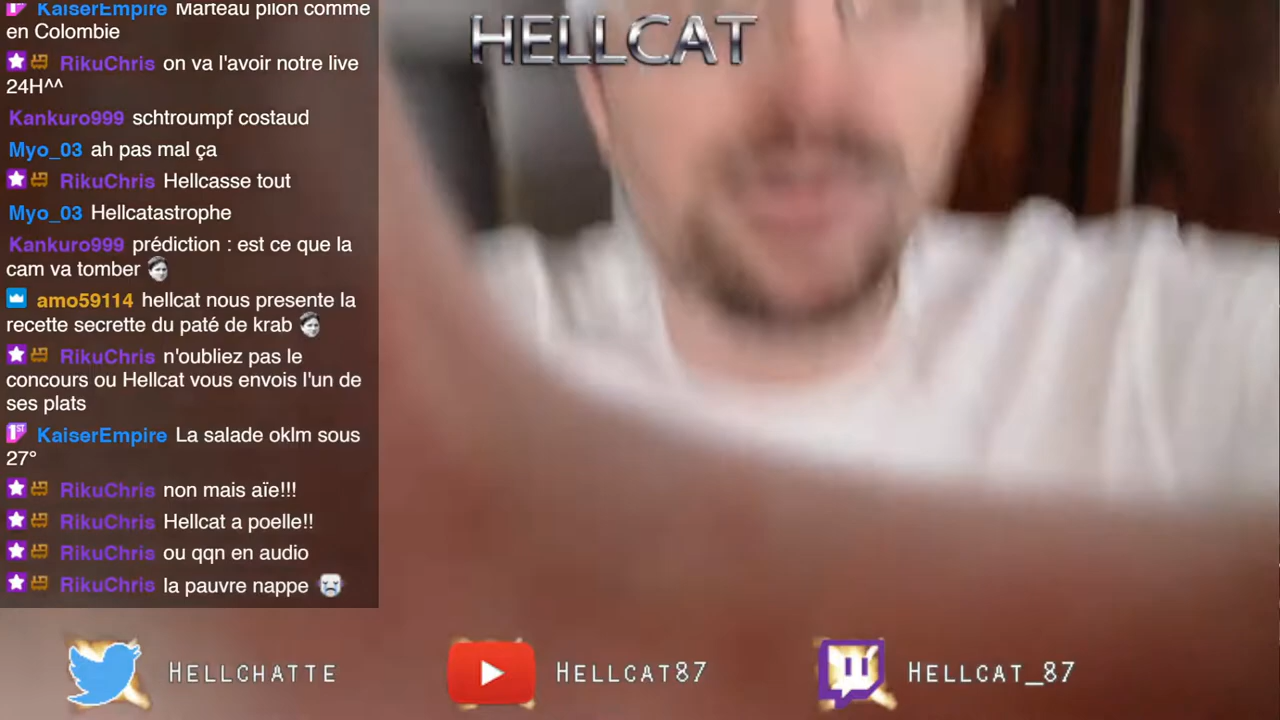 KaiserEmpire Marteau pilon comme
en Colombie
RikuChris on va l'avoir notre live
24H^^
Kankuro999 schtroumpf costaud
Myo_03 ah pas mal ça
RikuChris Hellcasse tout
Myo_03 Hellcatastrophe
Kankuro999 prédiction : est ce que la
cam va tomber
amo59114 hellcat nous presente la
recette secrette du paté de krab
RikuChris n'oubliez pas le
concours ou Hellcat vous envois l'un de
ses plats
1ST KaiserEmpire La salade oklm sous
27°
RikuChris non mais aïe!!!
RikuChris Hellcat a poelle!!
RikuChris ou qqn en audio
RikuChris la pauvre nappe
HELLCAT
HELLCHATTE
HELLCAT87
HELLCAT_87